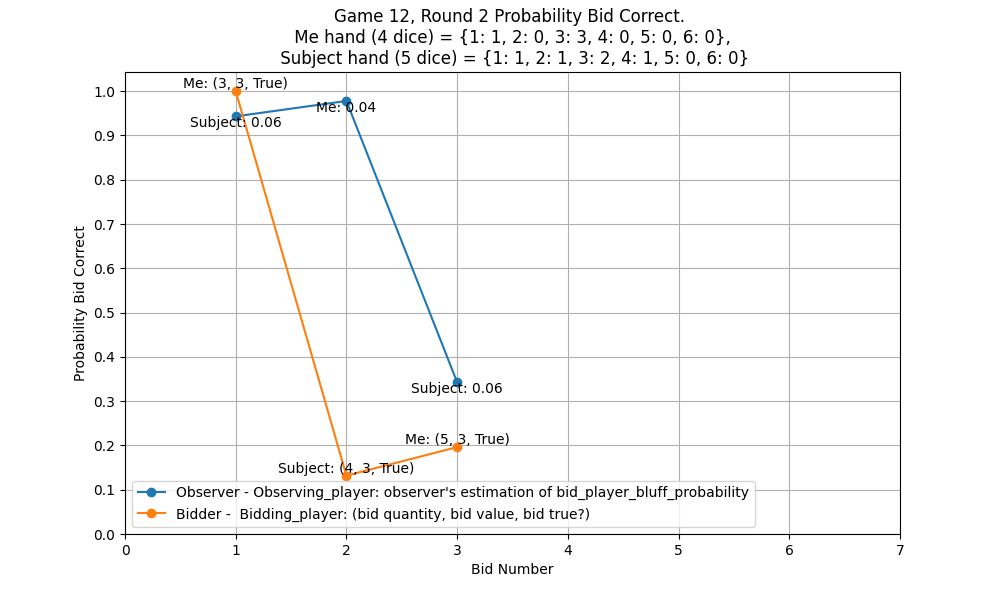 Game 12, Round 2 Probability Bid Correct.
Me hand (4 dice) = {1: 1, 2: 0, 3: 3, 4: 0, 5: 0, 6: 0},
Subject hand (5 dice) = {1: 1, 2: 1, 3: 2, 4: 1, 5: 0, 6: 0}
Me: (3, 3, True)
Subject: 0.06
Me: 0.04
Subject: 0.06
Me: (5, 3, True)
Subject: (4, 3, True)
Observer - Observing_player: observer's estimation of bid_player_bluff_probability
Bidder -  Bidding_player: (bid quantity, bid value, bid true?)
Probability Bid Correct
1.0
0.9
0.8
0.7
0.6
0.5
0.4
0.3
0.2
0.1
0.0
0 1 2 3 4 5 6 7
Bid Number